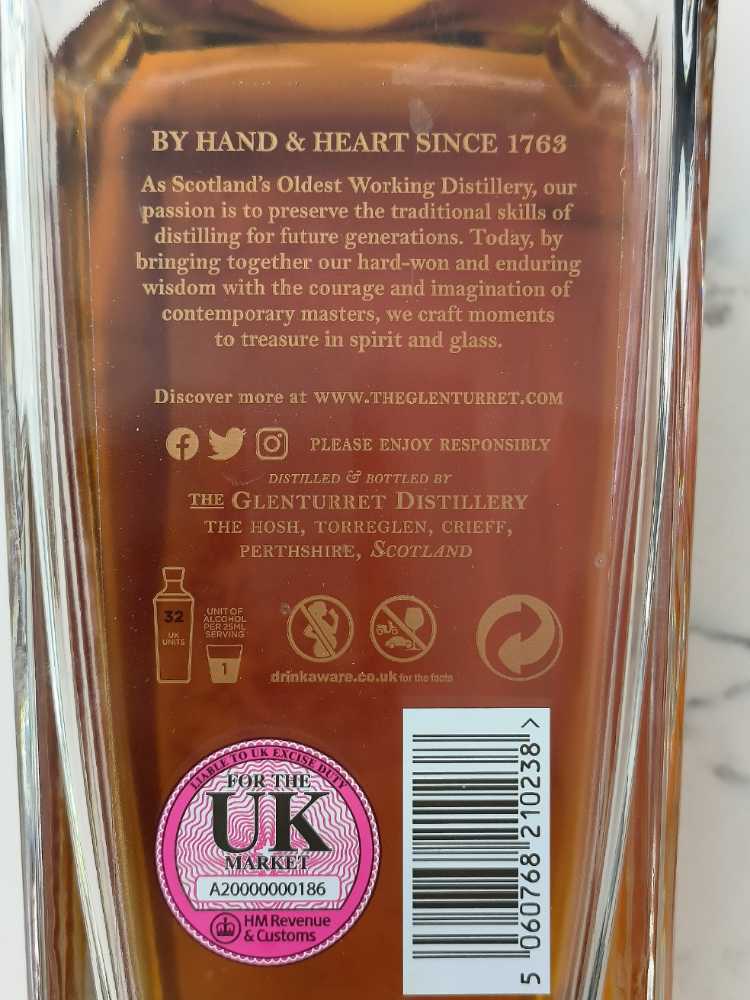 BY HAND & HEART SINCE 1763
As Scotland's Oldest Working Distillery, our
passion is to preserve the traditional skills of
distilling for future generations. Today, by
bringing together our hard-won and enduring
wisdom with the courage and imagination of
contemporary masters, we craft moments
to treasure in spirit and glass.
Discover more at WWW.THEGLENTURRET.COM
PLEASE ENJOY RESPONSIBLY
DISTILLED & BOTTLED BY
THE GLENTURRET DISTILLERY
THE HOSH, TORREGLEN, CRIEFF,
PERTHSHIRE, SCOTLAND
32
UK
UNITS
UNIT OF
ALCOHOL
PER 25ML
SERVING
1
drinkaware.co.uk for the facts
LIABLE TO UK EXCISE DUTY
FOR THE
UK
MARKET
A20000000186
HM Revenue
& Customs
5 060768 210238 >